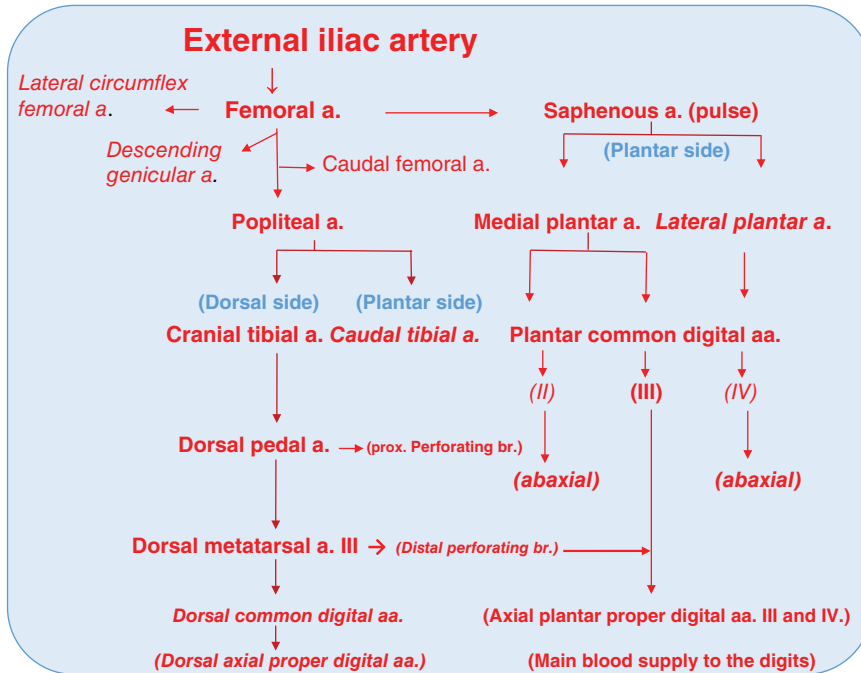 External iliac artery
Lateral circumflex
femoral a.
Femoral a.
Saphenous a. (pulse)
(Plantar side)
Descending
genicular a.
Caudal femoral a.
Popliteal a.
Medial plantar a. Lateral plantar a.
(Dorsal side)
(Plantar side)
Cranial tibial a. Caudal tibial a.
Plantar common digital aa.
(II)
(III)
(IV)
Dorsal pedal a.
(prox. Perforating br.)
(abaxial)
(abaxial)
Dorsal metatarsal a. III → (Distal perforating br.)
Dorsal common digital aa.
(Axial plantar proper digital aa. III and IV.)
(Dorsal axial proper digital aa.)
(Main blood supply to the digits)